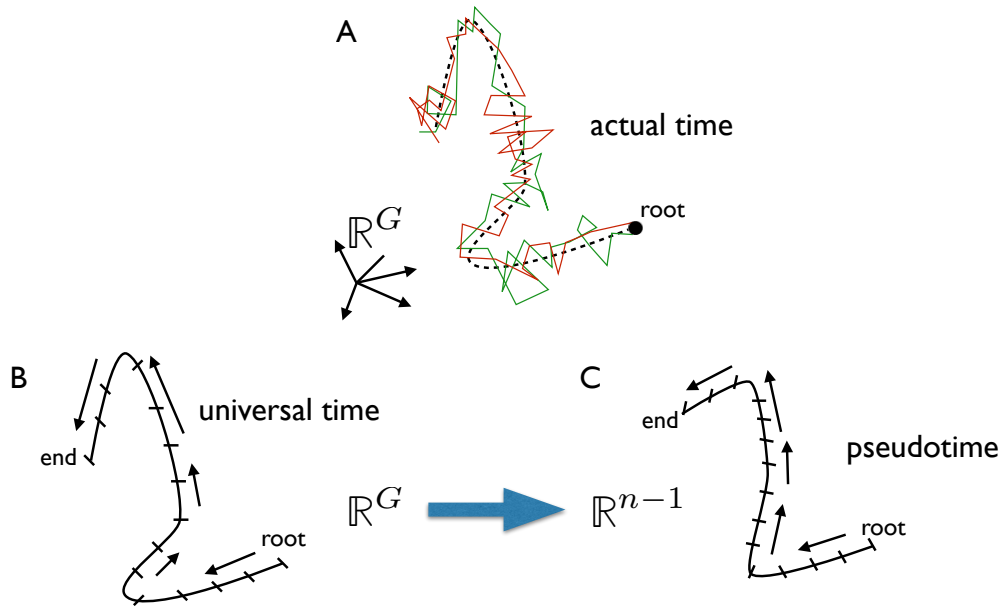 A
actual time
root
ℝ^G
B
universal time
end
root
ℝ^G
C
end
pseudotime
ℝ^{n−1}
root